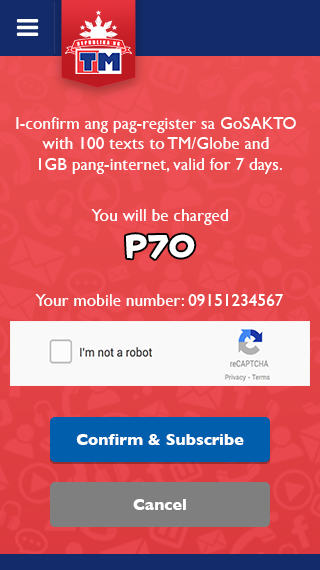 REPUBLIKA NG
TM
I-confirm ang pag-register sa GoSAKTO
with 100 texts to TM/Globe and
1GB pang-internet, valid for 7 days.
You will be charged
P70
Your mobile number: 09151234567
I'm not a robot
reCAPTCHA
Privacy - Terms
Confirm & Subscribe
Cancel